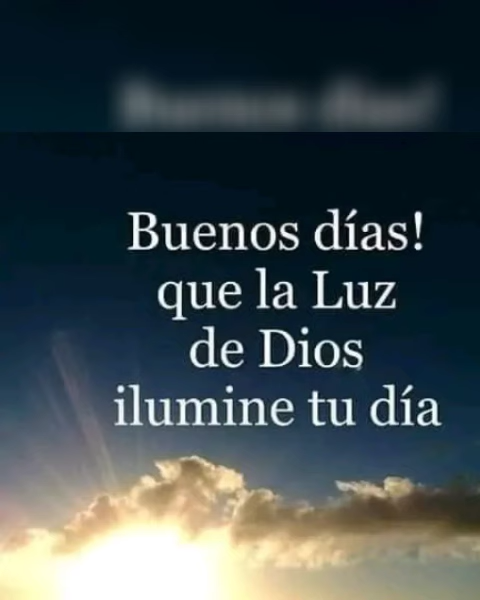 Buenos días!
que la Luz
de Dios
ilumine tu día